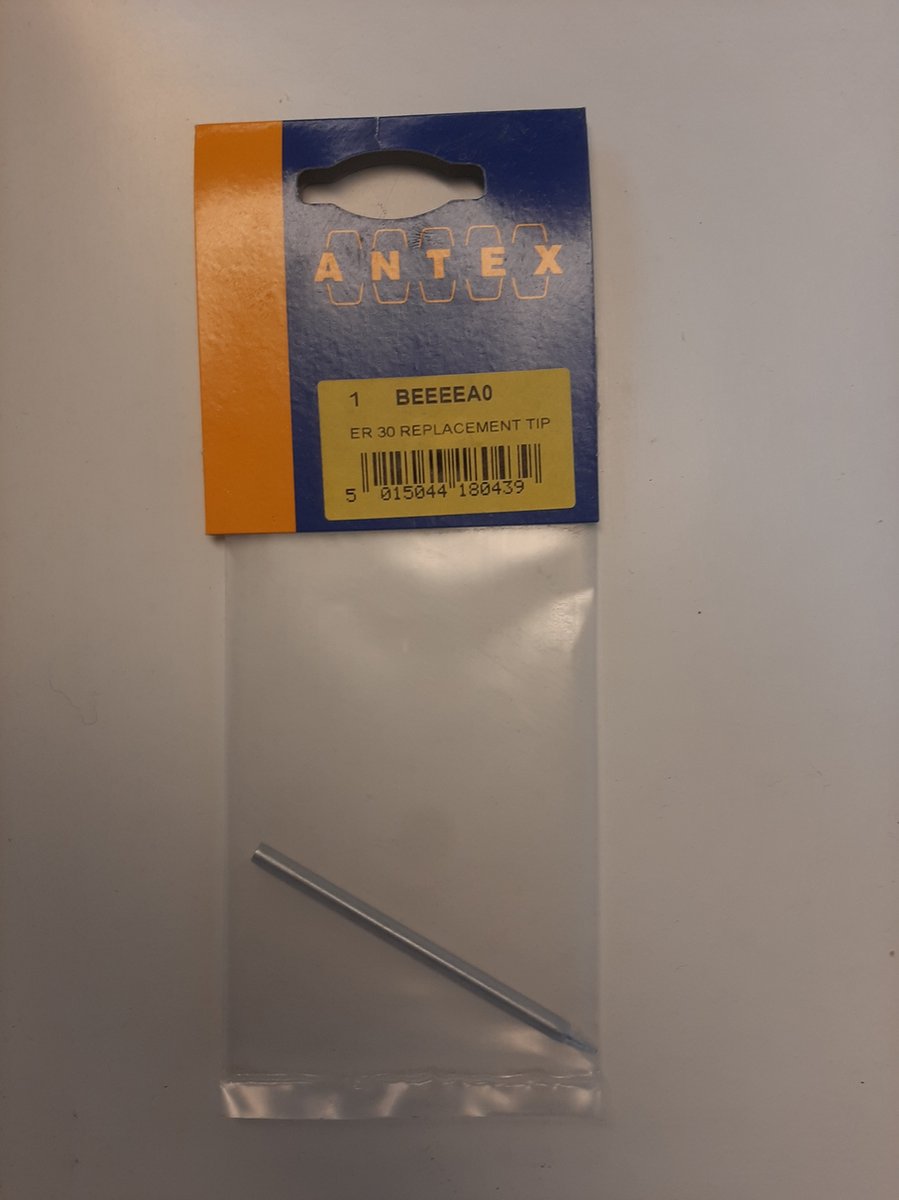 ANTEX
1 BEEEEA0
ER 30 REPLACEMENT TIP
5 015044 180439